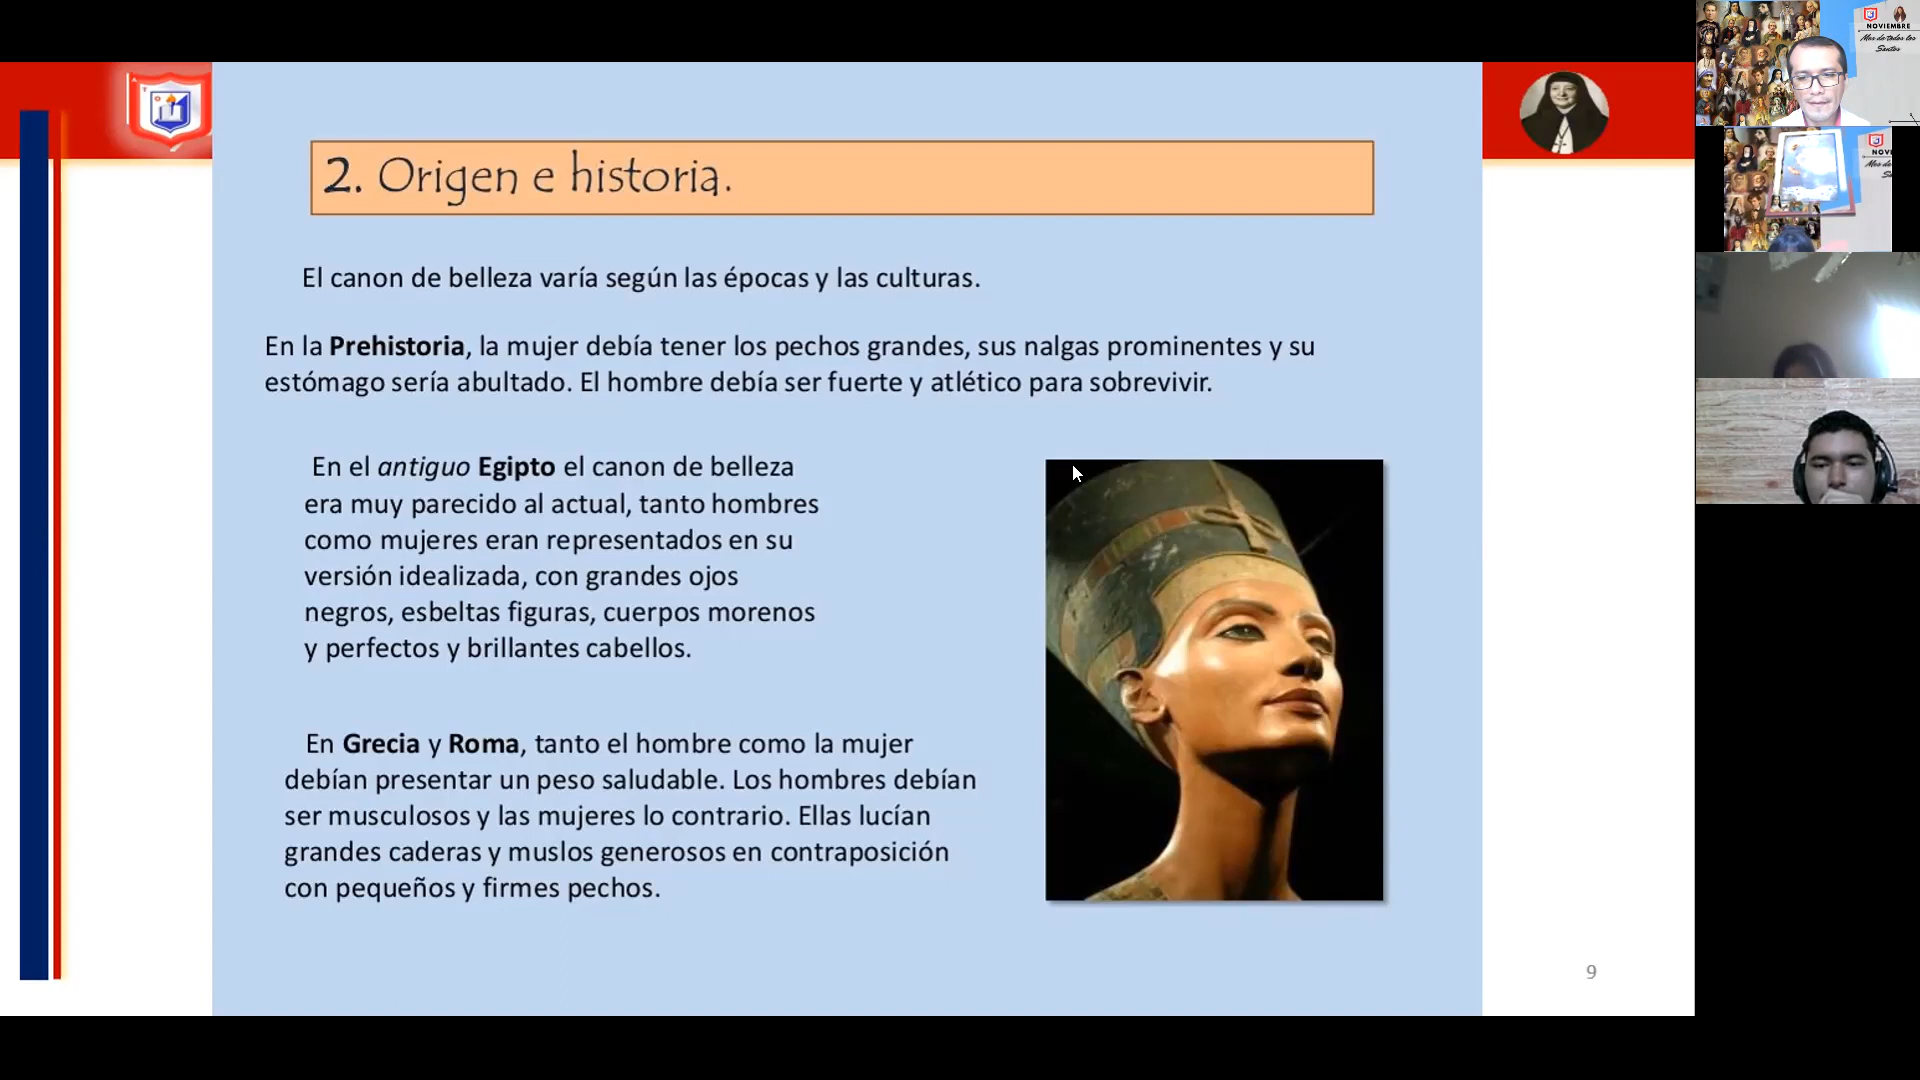 2. Origen e historia.
El canon de belleza varía según las épocas y las culturas.
En la Prehistoria, la mujer debía tener los pechos grandes, sus nalgas prominentes y su
estómago sería abultado. El hombre debía ser fuerte y atlético para sobrevivir.
En el antiguo Egipto el canon de belleza
era muy parecido al actual, tanto hombres
como mujeres eran representados en su
versión idealizada, con grandes ojos
negros, esbeltas figuras, cuerpos morenos
y perfectos y brillantes cabellos.
En Grecia y Roma, tanto el hombre como la mujer
debían presentar un peso saludable. Los hombres debían
ser musculosos y las mujeres lo contrario. Ellas lucían
grandes caderas y muslos generosos en contraposición
con pequeños y firmes pechos.
9
NOVIEMBRE
Mes de todos los
Santos